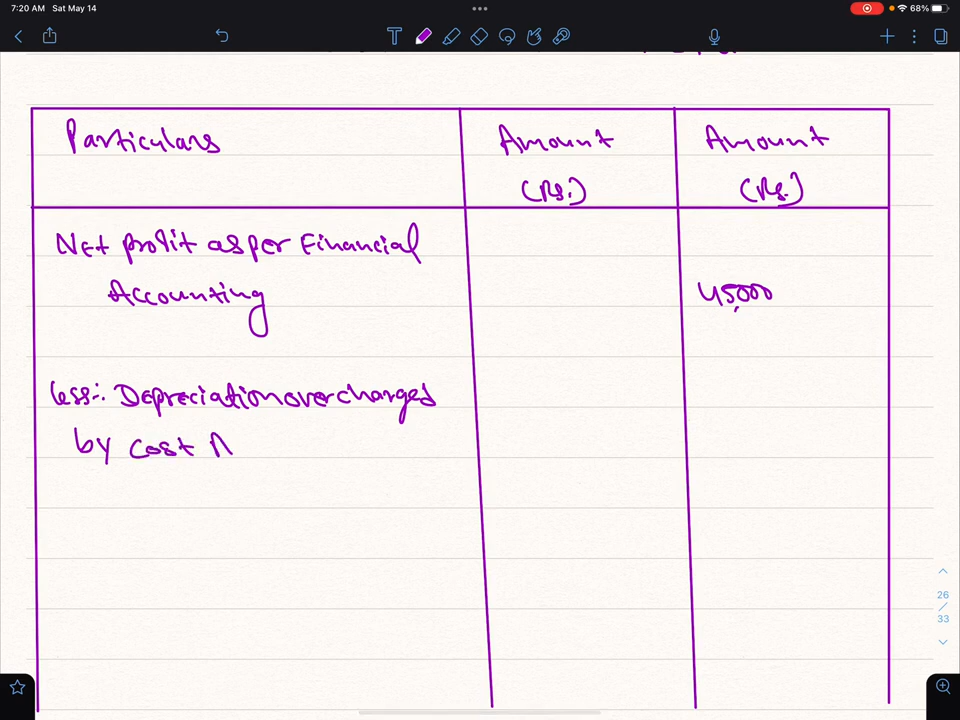 7:20 AM Sat May 14
68%
Particulars Amount Amount
(Rs.) (Rs.)
Net profit as per Financial
Accounting 45,000
Less:- Depreciation overcharged
by Cost A
26
/
33